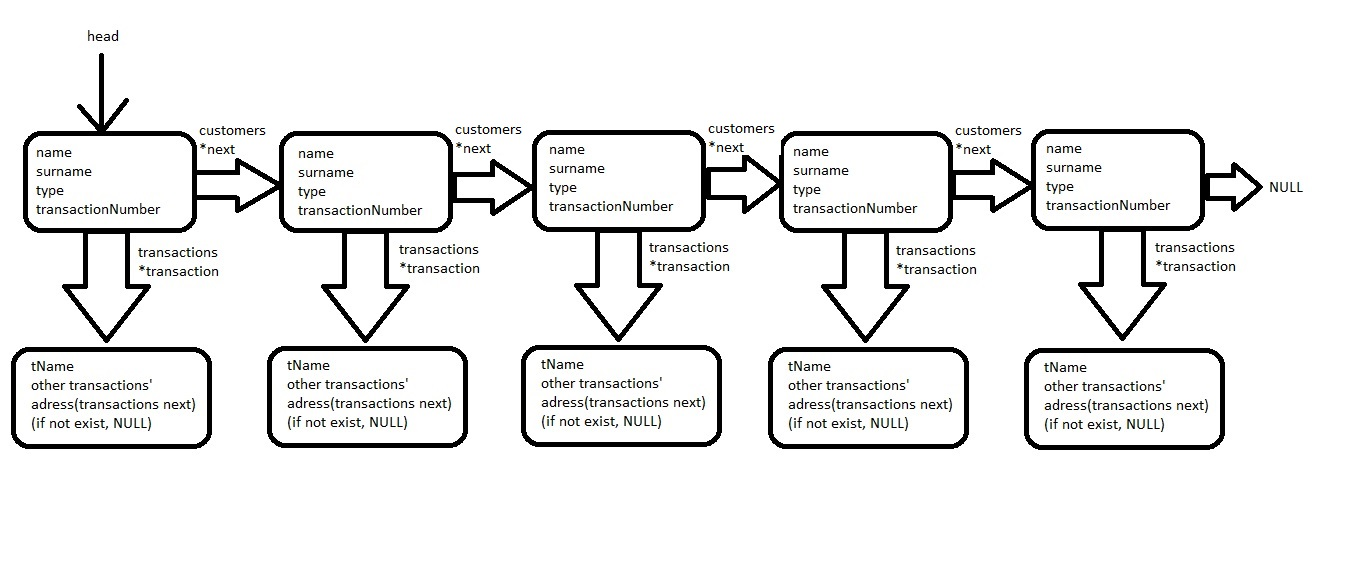 head
customers
*next
customers
*next
customers
*next
customers
*next
name
surname
type
transactionNumber
name
surname
type
transactionNumber
name
surname
type
transactionNumber
name
surname
type
transactionNumber
name
surname
type
transactionNumber
NULL
transactions
*transaction
transactions
*transaction
transactions
*transaction
transactions
*transaction
transactions
*transaction
tName
other transactions'
adress(transactions next)
(if not exist, NULL)
tName
other transactions'
adress(transactions next)
(if not exist, NULL)
tName
other transactions'
adress(transactions next)
(if not exist, NULL)
tName
other transactions'
adress(transactions next)
(if not exist, NULL)
tName
other transactions'
adress(transactions next)
(if not exist, NULL)